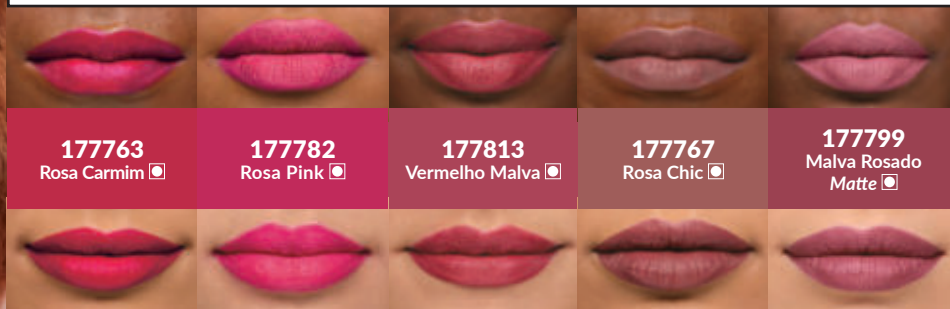 177763
Rosa Carmim
177782
Rosa Pink
177813
Vermelho Malva
177767
Rosa Chic
177799
Malva Rosado
Matte